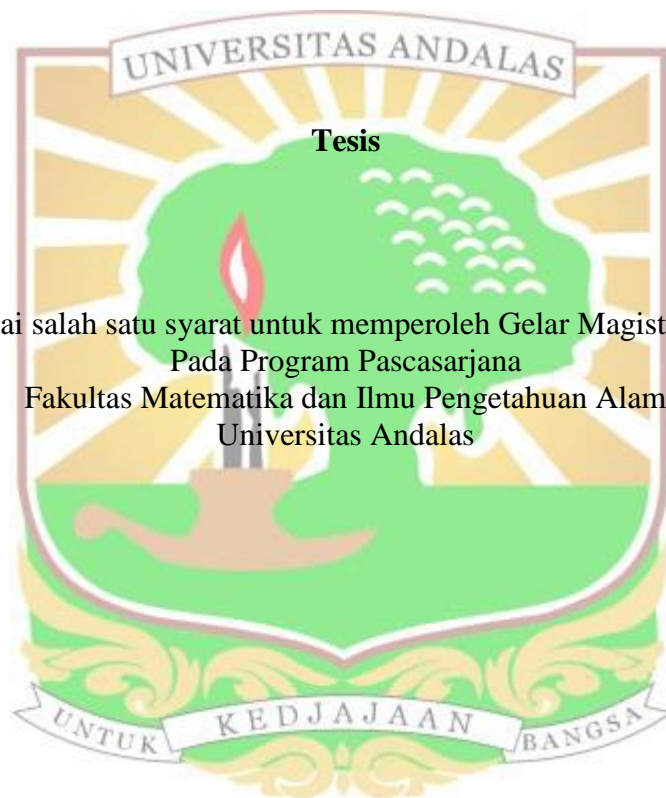 UNIVERSITAS ANDALAS
Tesis
ai salah satu syarat untuk memperoleh Gelar Magist
Pada Program Pascasarjana
Fakultas Matematika dan Ilmu Pengetahuan Alam
Universitas Andalas
UNTUK KEDJAJAAN BANGSA